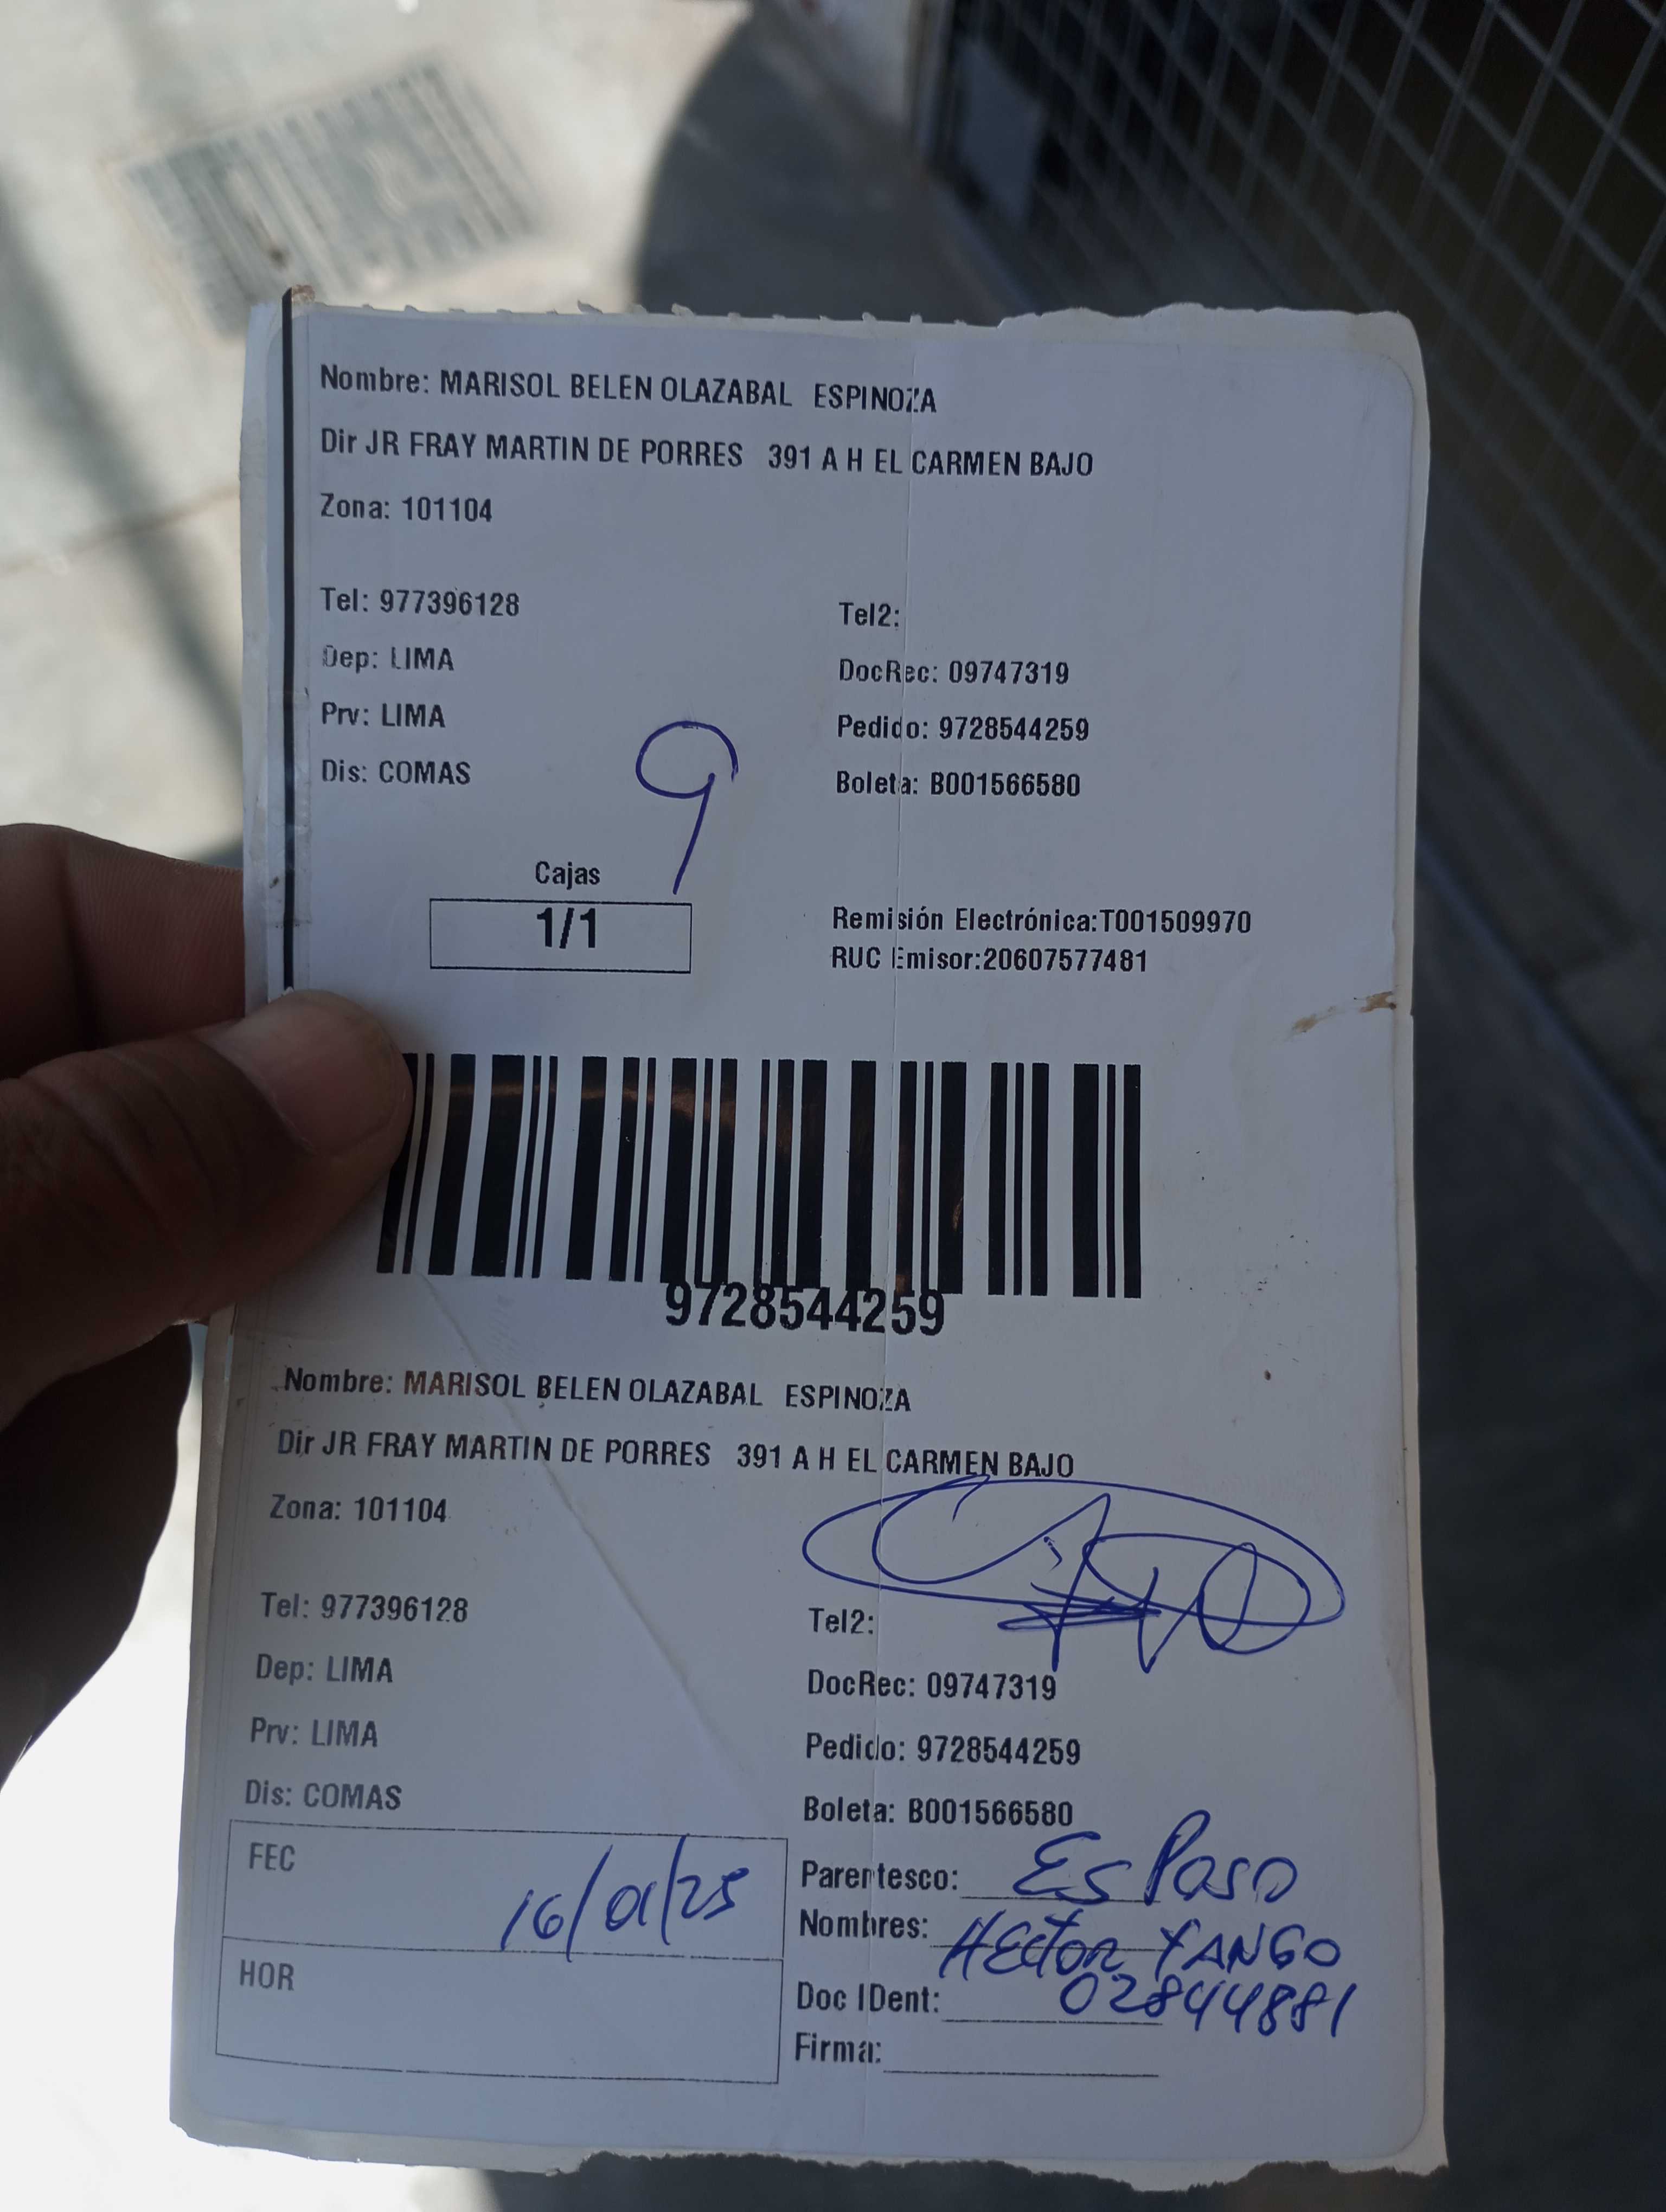 Nombre: MARISOL BELEN OLAZABAL ESPINOZA
Dir JR FRAY MARTIN DE PORRES 391 A H EL CARMEN BAJO
Zona: 101104
Tel: 977396128 Tel2:
Dep: LIMA DocRec: 09747319
Prv: LIMA Pedido: 9728544259
Dis: COMAS Boleta: B001566580
9
Cajas
1/1
Remisión Electrónica:T001509970
RUC Emisor:20607577481
9728544259
Nombre: MARISOL BELEN OLAZABAL ESPINOZA
Dir JR FRAY MARTIN DE PORRES 391 A H EL CARMEN BAJO
Zona: 101104
Tel: 977396128 Tel2:
Dep: LIMA DocRec: 09747319
Prv: LIMA Pedido: 9728544259
Dis: COMAS Boleta: B001566580
FEC 16/01/25
HOR
Parentesco: EsPoso
Nombres: HEctor YANGO
Doc IDent: 02844881
Firma: